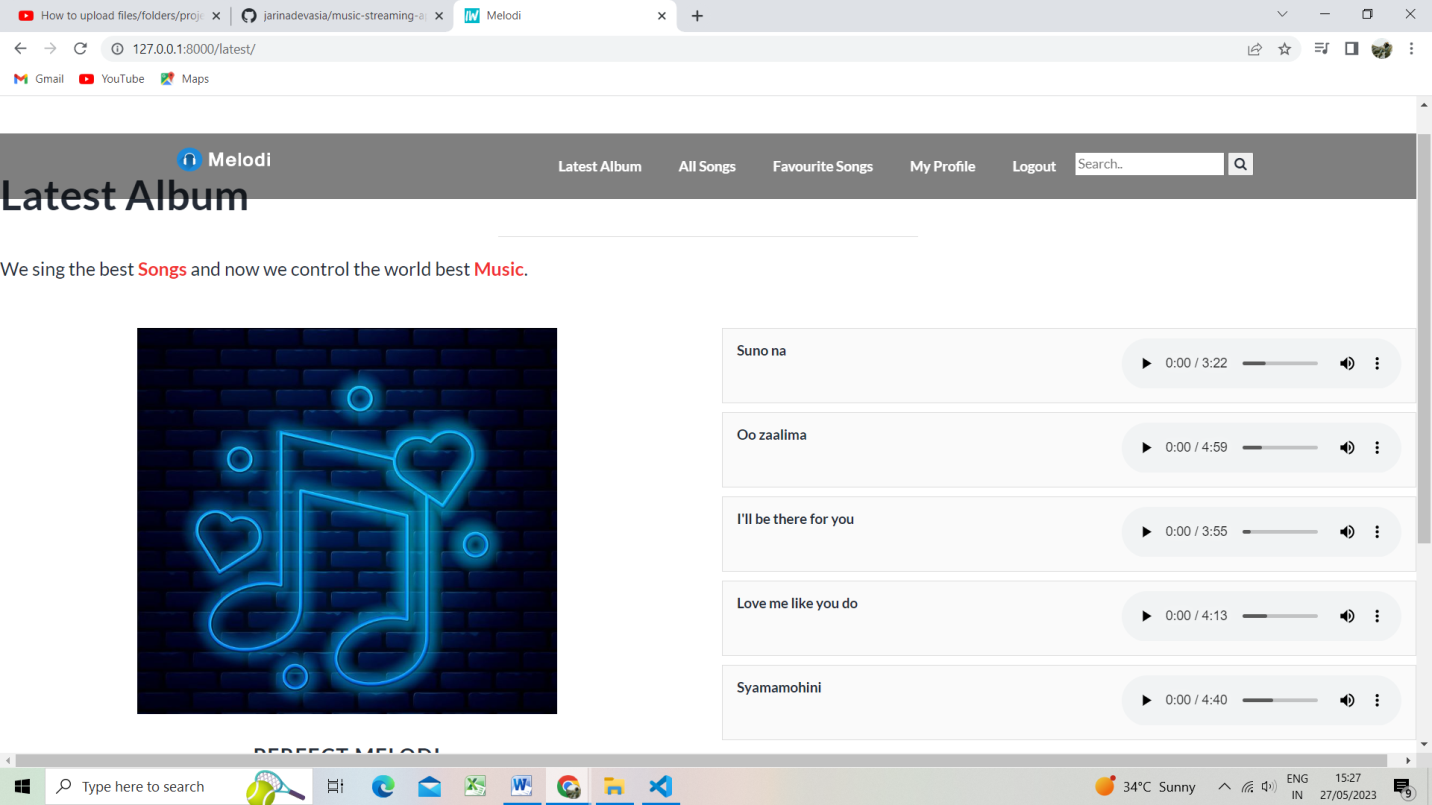 How to upload files/folders/proje
jarinadevasia/music-streaming-ap
Melodi
127.0.0.1:8000/latest/
Gmail
YouTube
Maps
Melodi
Latest Album
All Songs
Favourite Songs
My Profile
Logout
Search..
Latest Album
We sing the best Songs and now we control the world best Music.
Suno na
0:00 / 3:22
Oo zaalima
0:00 / 4:59
I'll be there for you
0:00 / 3:55
Love me like you do
0:00 / 4:13
Syamamohini
0:00 / 4:40
PERFECT MELODI
Type here to search
34°C Sunny
ENG
IN
15:27
27/05/2023
9